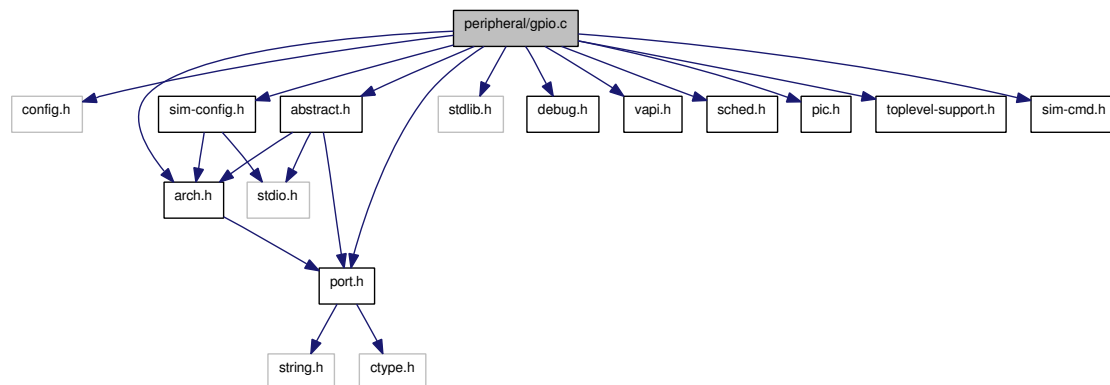 peripheral/gpio.c
config.h
sim-config.h
abstract.h
stdlib.h
debug.h
vapi.h
sched.h
pic.h
toplevel-support.h
sim-cmd.h
arch.h
stdio.h
port.h
string.h
ctype.h